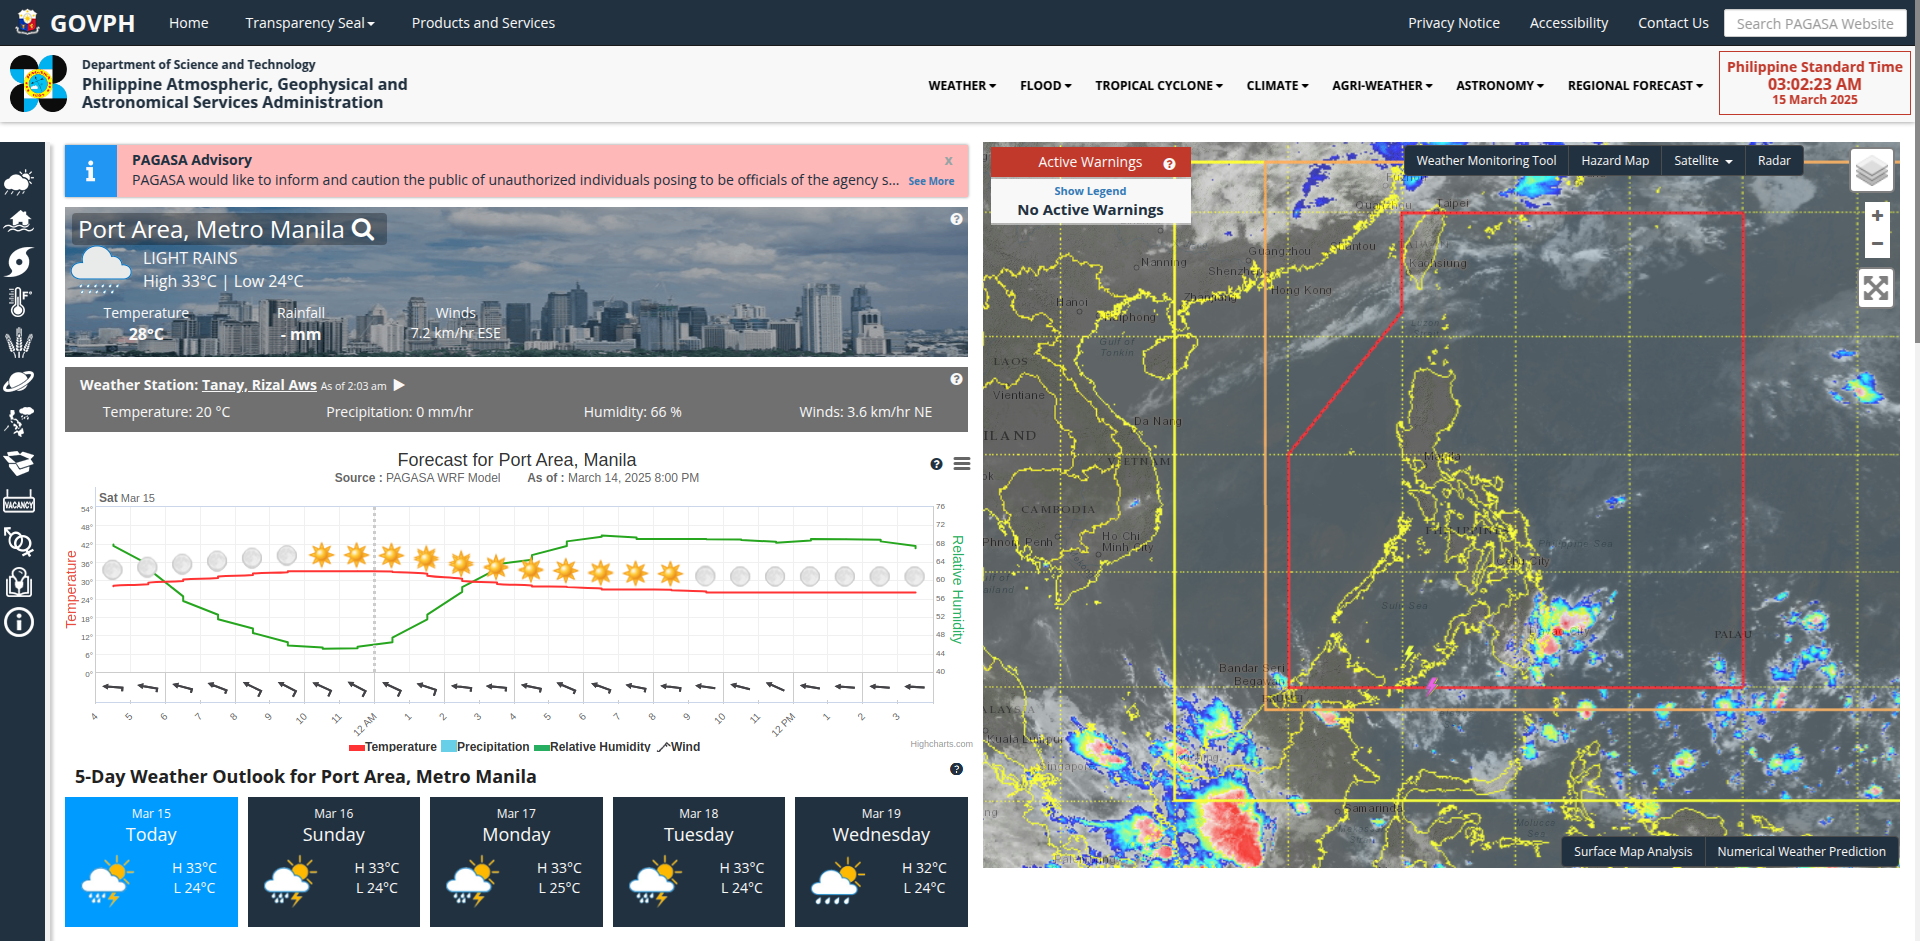 GOVPH
Home
Transparency Seal
Products and Services
Privacy Notice
Accessibility
Contact Us
Search PAGASA Website
Department of Science and Technology
Philippine Atmospheric, Geophysical and
Astronomical Services Administration
WEATHER
FLOOD
TROPICAL CYCLONE
CLIMATE
AGRI-WEATHER
ASTRONOMY
REGIONAL FORECAST
Philippine Standard Time
03:02:23 AM
15 March 2025
VACANCY
PAGASA Advisory
x
PAGASA would like to inform and caution the public of unauthorized individuals posing to be officials of the agency s... See More
Port Area, Metro Manila
LIGHT RAINS
High 33°C | Low 24°C
Temperature
28°C
Rainfall
- mm
Winds
7.2 km/hr ESE
Weather Station: Tanay, Rizal Aws As of 2:03 am
Temperature: 20 °C
Precipitation: 0 mm/hr
Humidity: 66 %
Winds: 3.6 km/hr NE
Forecast for Port Area, Manila
Source : PAGASA WRF Model As of : March 14, 2025 8:00 PM
Sat Mar 15
Temperature
54°
48°
42°
36°
30°
24°
18°
12°
6°
0°
Relative Humidity
76
72
68
64
60
56
52
48
44
40
4 5 6 7 8 9 10 11 12 AM 1 2 3 4 5 6 7 8 9 10 11 12 PM 1 2 3
Temperature Precipitation Relative Humidity Wind
Highcharts.com
5-Day Weather Outlook for Port Area, Metro Manila
Mar 15
Today
H 33°C
L 24°C
Mar 16
Sunday
H 33°C
L 24°C
Mar 17
Monday
H 33°C
L 25°C
Mar 18
Tuesday
H 33°C
L 24°C
Mar 19
Wednesday
H 32°C
L 24°C
Active Warnings
Show Legend
No Active Warnings
Weather Monitoring Tool
Hazard Map
Satellite
Radar
+
−
Taipei
Guangzhou
Nanning
Shenzhen
Kaohsiung
Hong Kong
Zhanjiang
Hanoi
Haiphong
Gulf of
Tonkin
LAOS
Vientiane
Da Nang
ILAND
VIETNAM
CAMBODIA
Phnom Penh
Ho Chi
Minh City
Manila
Philippine Sea
Sulu Sea
PALAU
Bandar Seri
Begawan
ALAYSIA
Kuala Lumpur
Singapore
Kuching
Samarinda
Surface Map Analysis
Numerical Weather Prediction